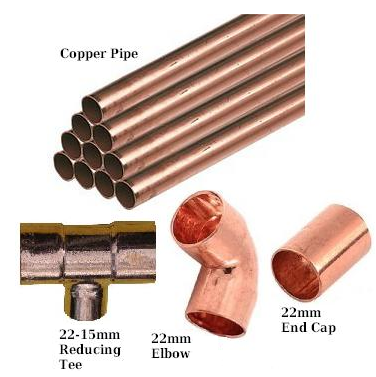 Copper Pipe
22-15mm
Reducing
Tee
22mm
Elbow
22mm
End Cap